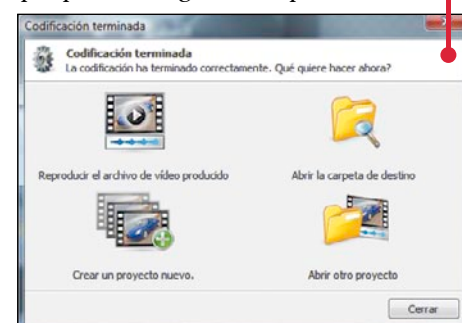 Codificación terminada
Codificación terminada
La codificación ha terminado correctamente. Qué quiere hacer ahora?
Reproducir el archivo de vídeo producido
Abrir la carpeta de destino
Crear un proyecto nuevo.
Abrir otro proyecto
Cerrar